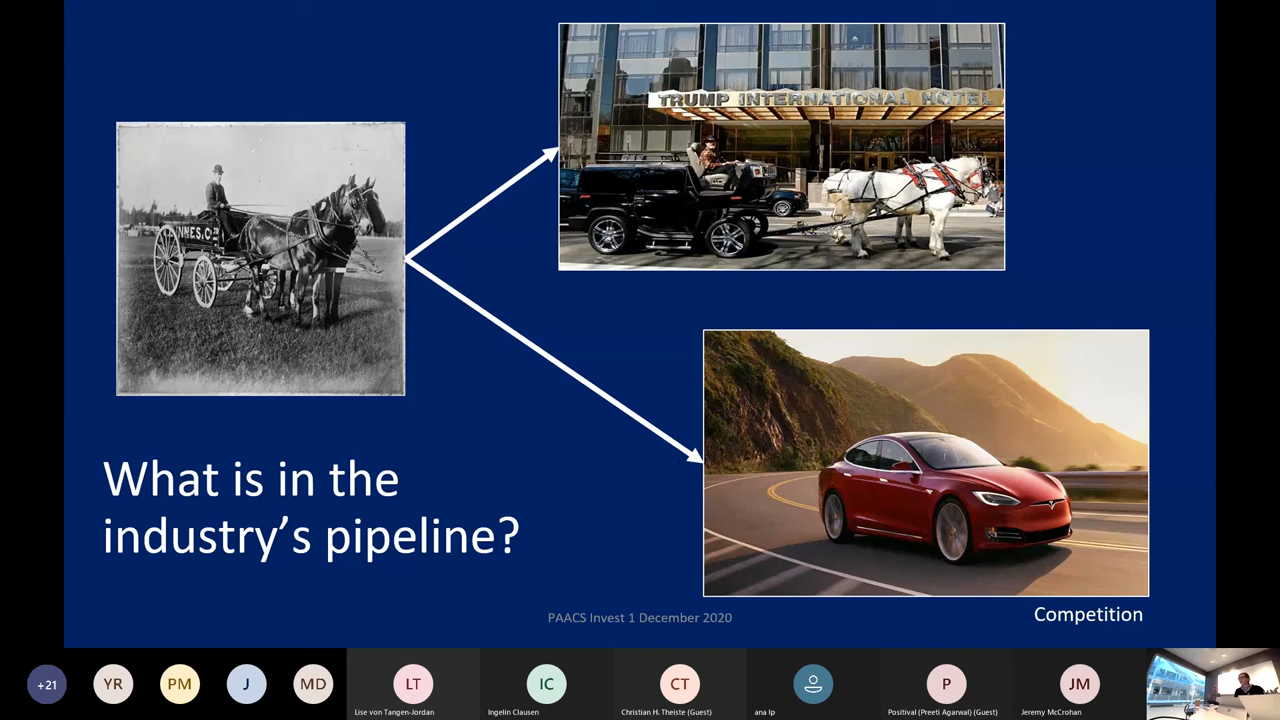 TRUMP INTERNATIONAL HOTEL
What is in the
industry's pipeline?
PAACS Invest 1 December 2020
Competition
+21
YR
PM
J
MD
LT
IC
CT
P
JM
Lise von Tangen-Jordan
Ingelin Clausen
Christian H. Theiste (Guest)
ana lp
Positival (Preeti Agarwal) (Guest)
Jeremy McCrohan